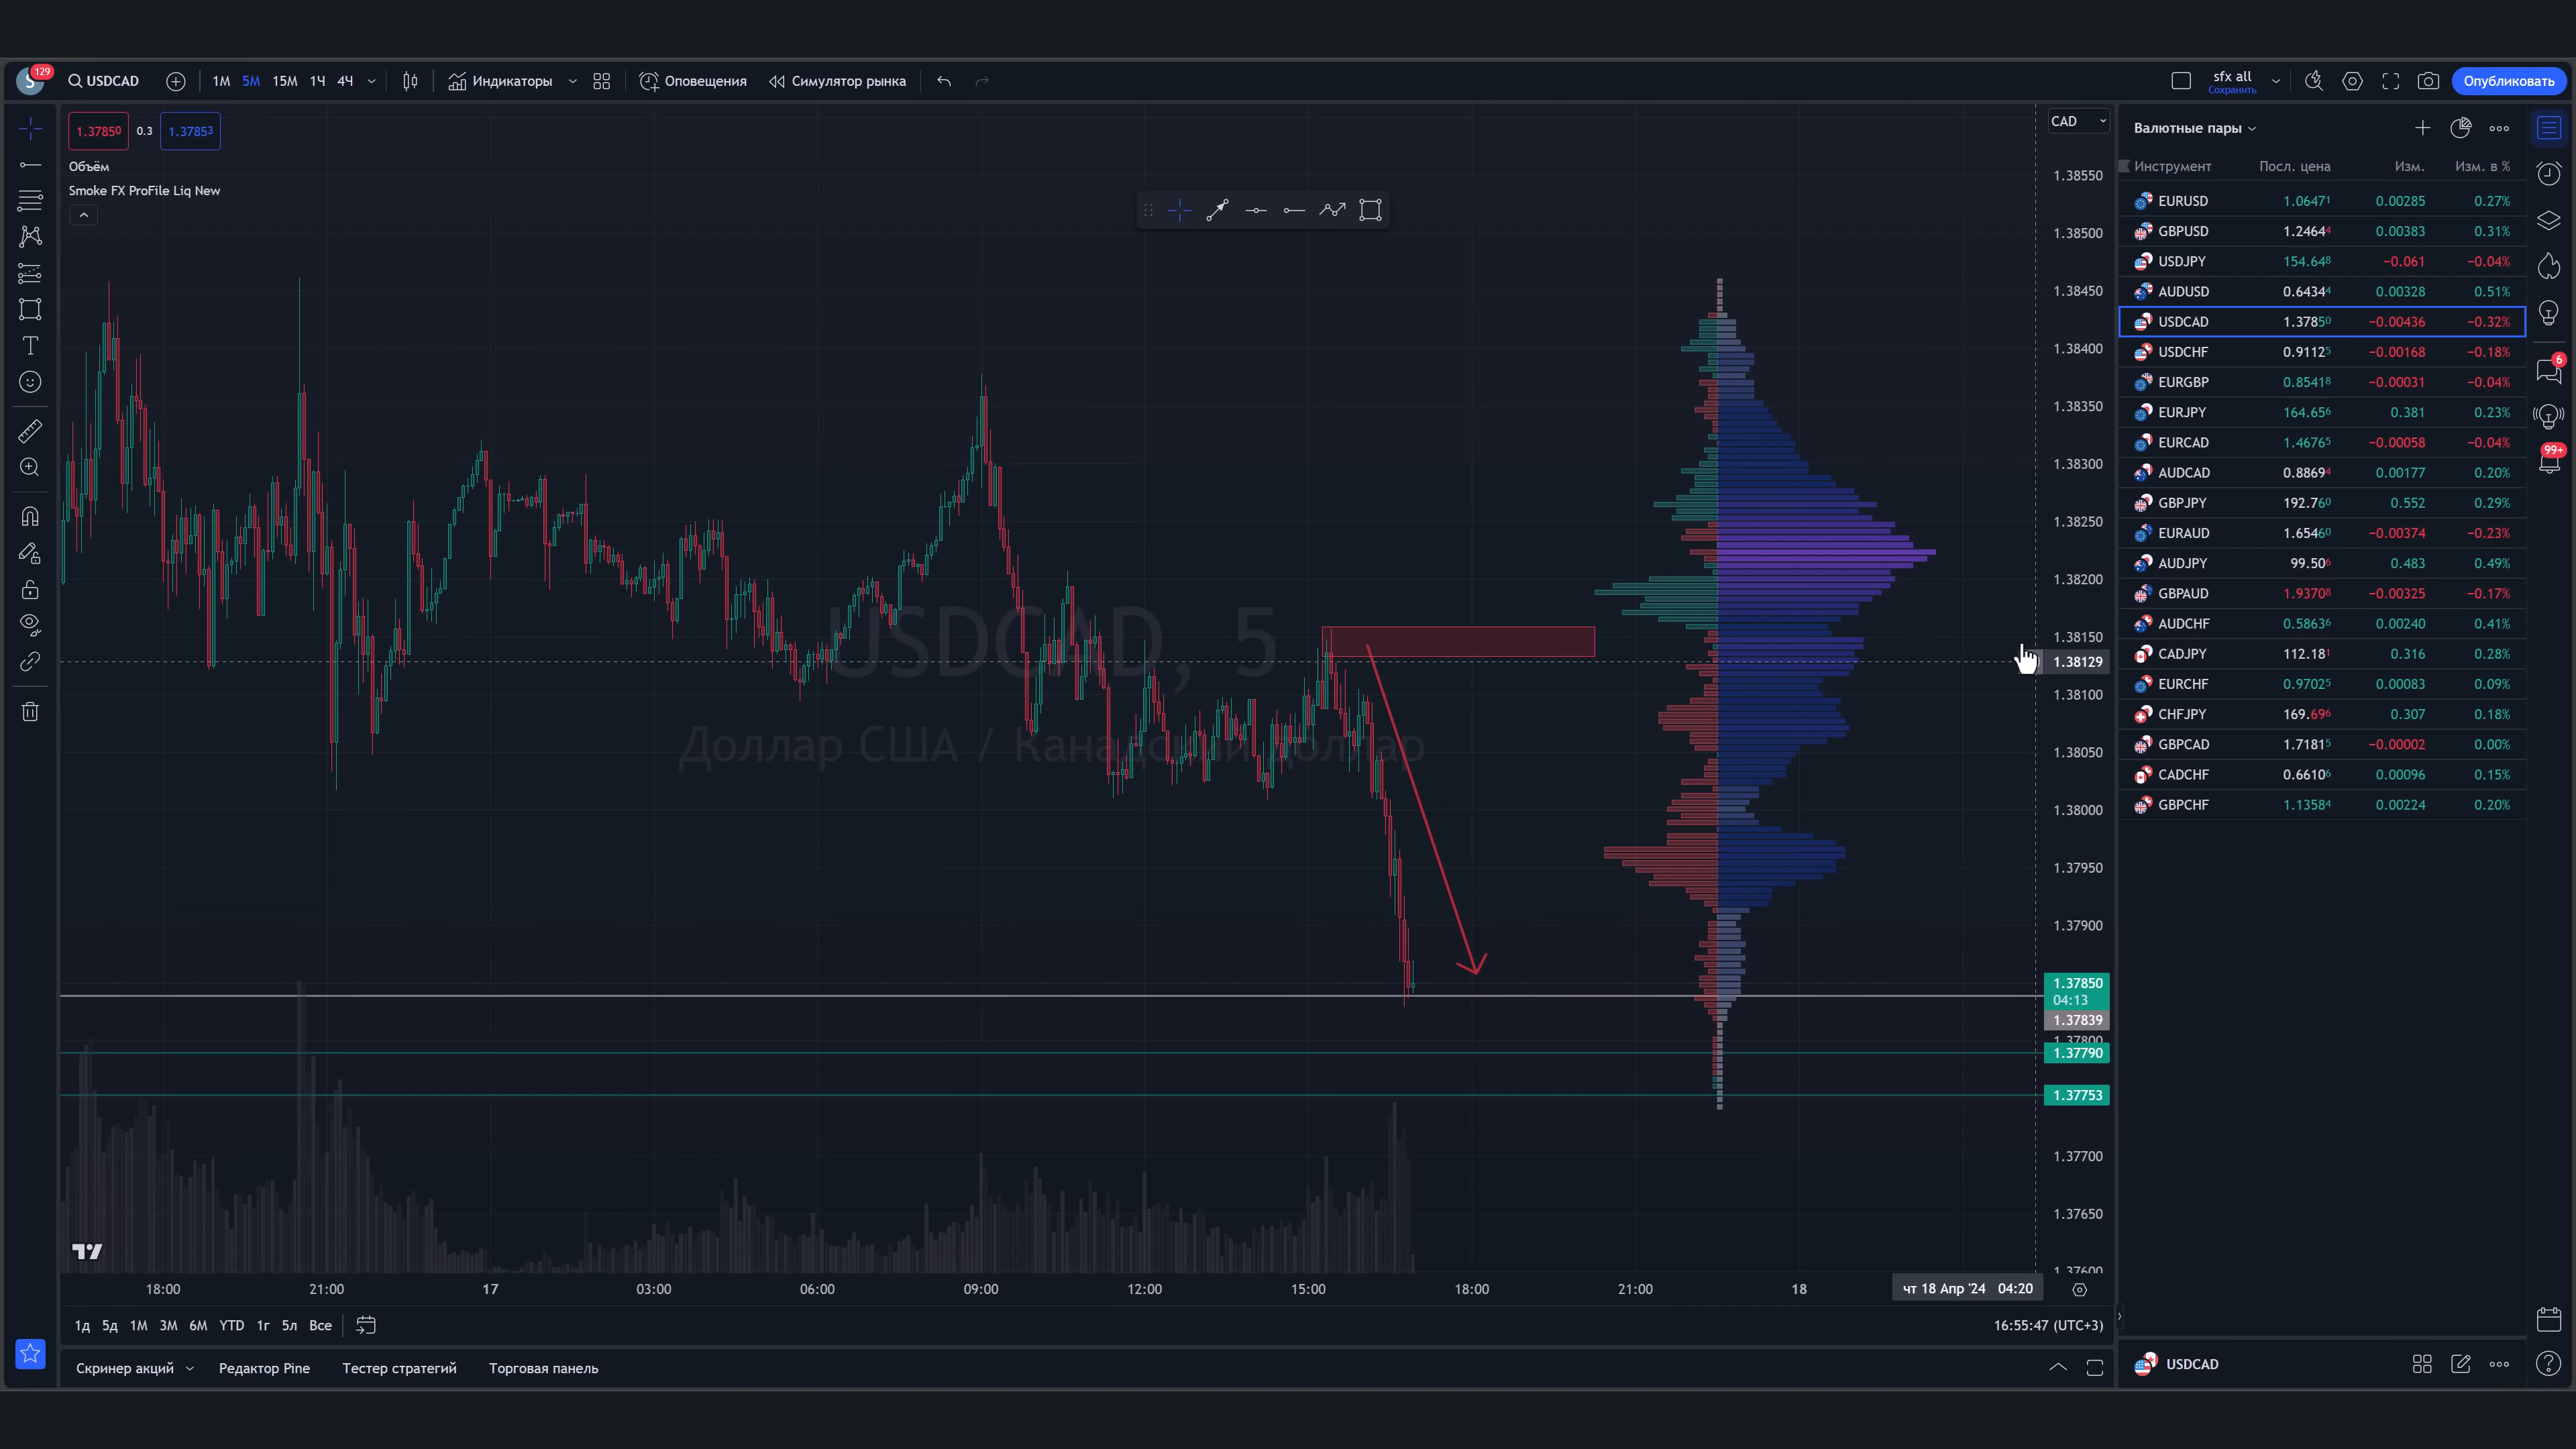 S 129 USDCAD 1М 5М 15М 1Ч 4Ч Индикаторы Оповещения Симулятор рынка sfx all Сохранить Опубликовать
1.37850 0.3 1.37853
Объём
Smoke FX ProFile Liq New
USDCAD, 5
Доллар США / Канадский доллар
CAD
1.38550
1.38500
1.38450
1.38400
1.38350
1.38300
1.38250
1.38200
1.38150
1.38129
1.38100
1.38050
1.38000
1.37950
1.37900
1.37850
04:13
1.37839
1.37800
1.37790
1.37753
1.37700
1.37650
1.37600
18:00 21:00 17 03:00 06:00 09:00 12:00 15:00 18:00 21:00 18 чт 18 Апр '24 04:20
1д 5д 1М 3М 6М YTD 1г 5л Все 16:55:47 (UTC+3)
Скринер акций Редактор Pine Тестер стратегий Торговая панель
Валютные пары
Инструмент Посл. цена Изм. Изм. в %
EURUSD 1.06471 0.00285 0.27%
GBPUSD 1.24644 0.00383 0.31%
USDJPY 154.648 −0.061 −0.04%
AUDUSD 0.64344 0.00328 0.51%
USDCAD 1.37850 −0.00436 −0.32%
USDCHF 0.91125 −0.00168 −0.18%
EURGBP 0.85418 −0.00031 −0.04%
EURJPY 164.656 0.381 0.23%
EURCAD 1.46765 −0.00058 −0.04%
AUDCAD 0.88694 0.00177 0.20%
GBPJPY 192.760 0.552 0.29%
EURAUD 1.65460 −0.00374 −0.23%
AUDJPY 99.506 0.483 0.49%
GBPAUD 1.93708 −0.00325 −0.17%
AUDCHF 0.58636 0.00240 0.41%
CADJPY 112.181 0.316 0.28%
EURCHF 0.97025 0.00083 0.09%
CHFJPY 169.696 0.307 0.18%
GBPCAD 1.71815 −0.00002 0.00%
CADCHF 0.66106 0.00096 0.15%
GBPCHF 1.13584 0.00224 0.20%
6
99+
USDCAD